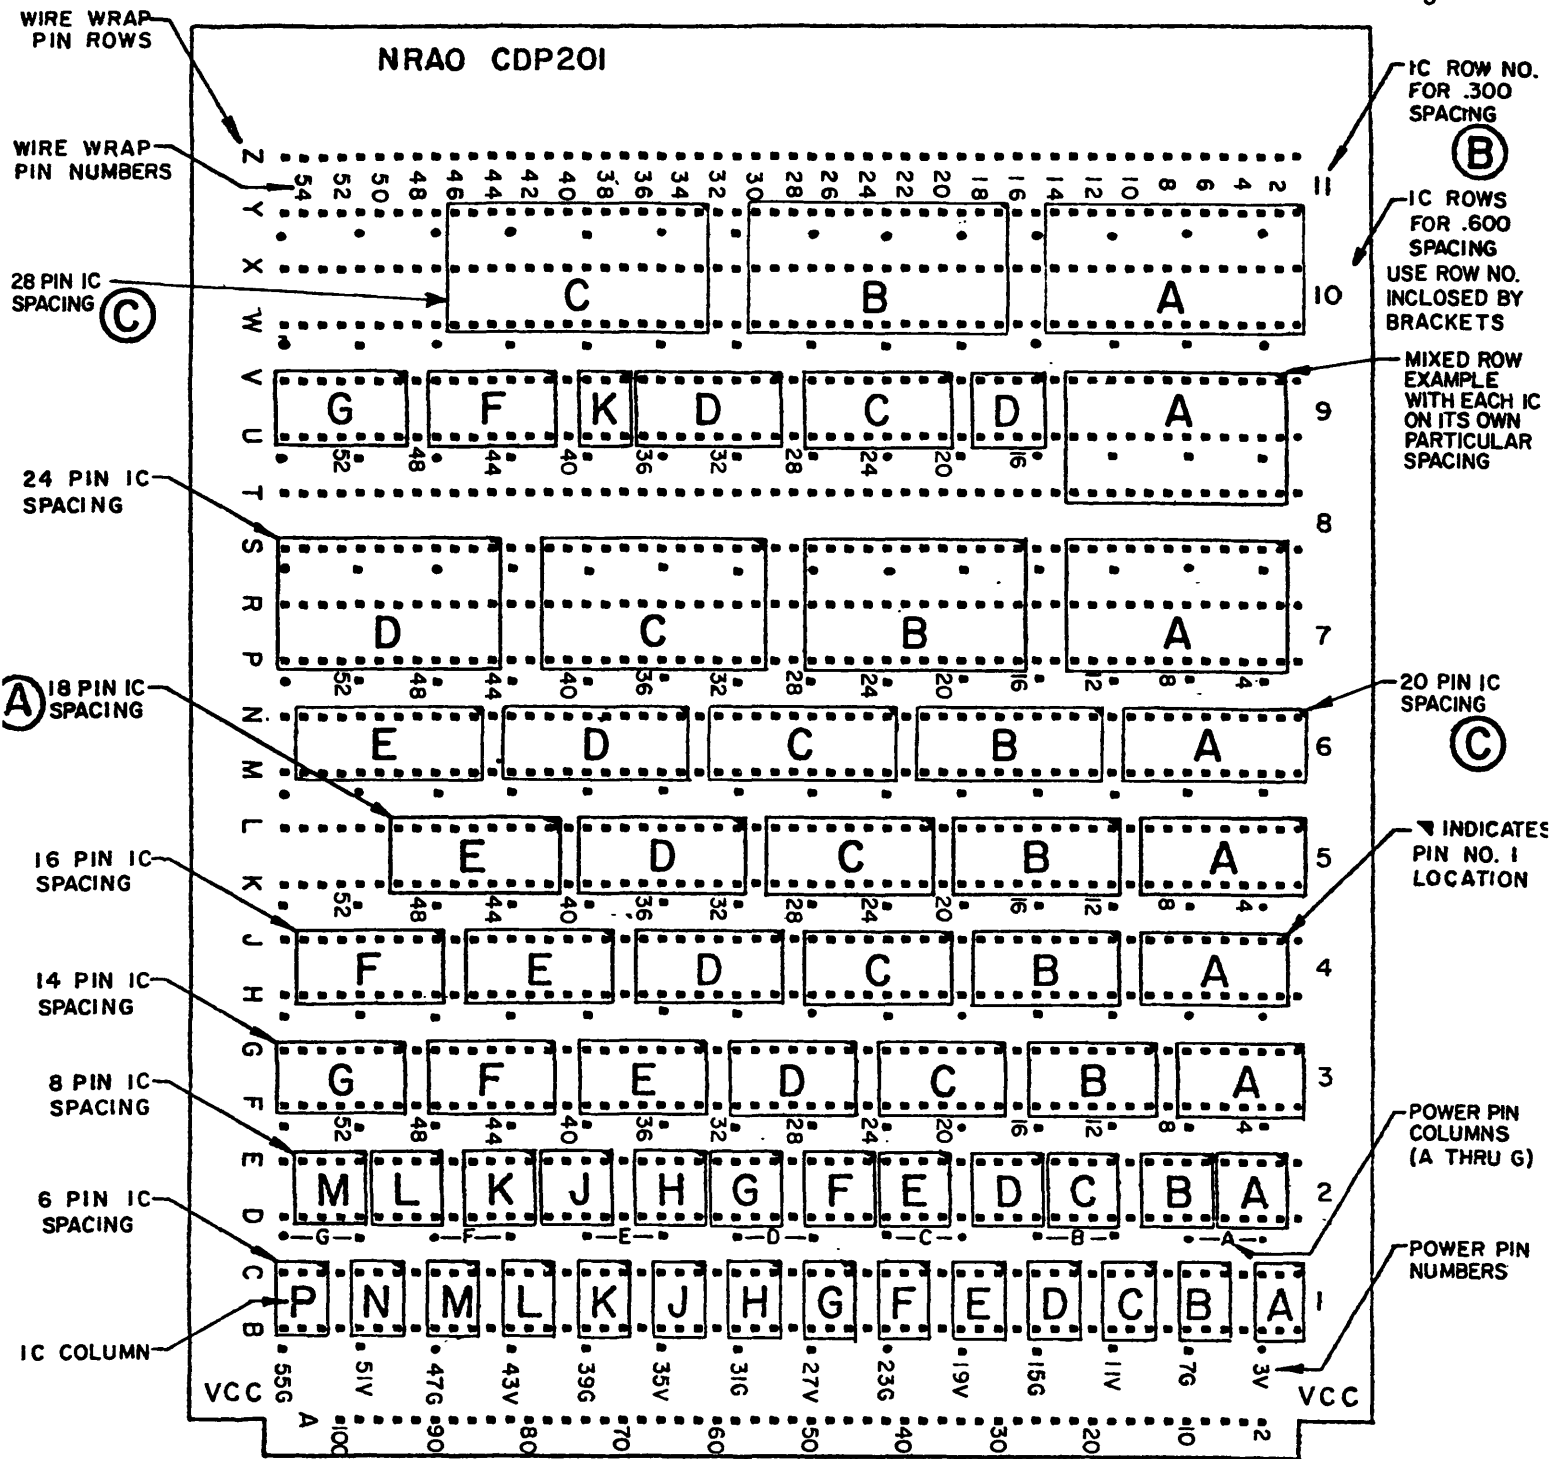 WIRE WRAP
PIN ROWS
NRAO CDP201
IC ROW NO.
FOR .300
SPACING
B
WIRE WRAP
PIN NUMBERS
Z
54 52 50 48 46 44 42 40 38 36 34 32 30 28 26 24 22 20 18 16 14 12 10 8 6 4 2
11
Y
IC ROWS
FOR .600
SPACING
USE ROW NO.
INCLOSED BY
BRACKETS
X
28 PIN IC
SPACING
C
C B A
10
W
MIXED ROW
EXAMPLE
WITH EACH IC
ON ITS OWN
PARTICULAR
SPACING
V
G F K D C D A
9
U
52 48 44 40 36 32 28 24 20 16
24 PIN IC
SPACING
T
8
S
R
D C B A
7
P
52 48 44 40 36 32 28 24 20 16 12 8 4
A
18 PIN IC
SPACING
20 PIN IC
SPACING
C
N
E D C B A
6
M
L
E D C B A
5
INDICATES
PIN NO. 1
LOCATION
16 PIN IC
SPACING
K
52 48 44 40 36 32 28 24 20 16 12 8 4
J
F E D C B A
4
14 PIN IC
SPACING
H
G
G F E D C B A
3
8 PIN IC
SPACING
F
52 48 44 40 36 32 28 24 20 16 12 8 4
POWER PIN
COLUMNS
(A THRU G)
E
M L K J H G F E D C B A
2
6 PIN IC
SPACING
D
G F E D C B A
POWER PIN
NUMBERS
C
P N M L K J H G F E D C B A
1
B
IC COLUMN
55G 51V 47G 43V 39G 35V 31G 27V 23G 19V 15G 11V 7G 3V
VCC
VCC
A
100 90 80 70 60 50 40 30 20 10 2